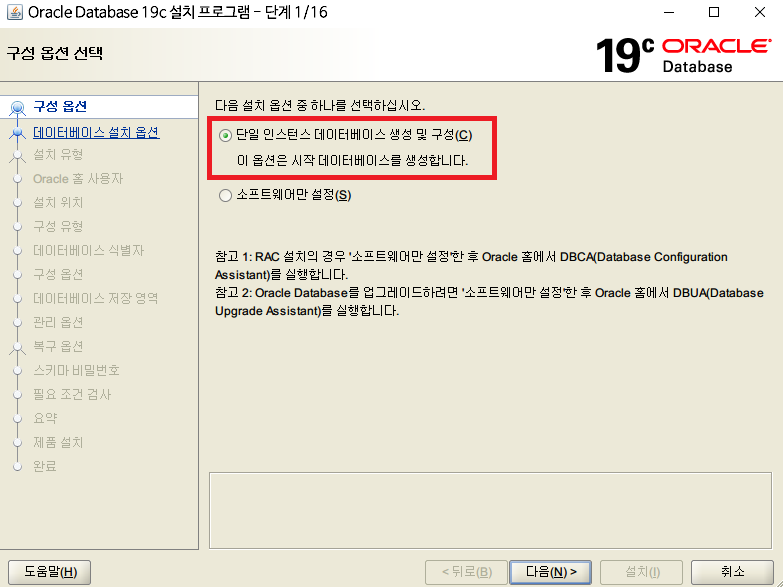 Oracle Database 19c 설치 프로그램 - 단계 1/16
구성 옵션 선택
19c ORACLE
Database
구성 옵션
데이터베이스 설치 옵션
설치 유형
Oracle 홈 사용자
설치 위치
구성 유형
데이터베이스 식별자
구성 옵션
데이터베이스 저장 영역
관리 옵션
복구 옵션
스키마 비밀번호
필요 조건 검사
요약
제품 설치
완료
다음 설치 옵션 중 하나를 선택하십시오.
단일 인스턴스 데이터베이스 생성 및 구성(C)
이 옵션은 시작 데이터베이스를 생성합니다.
소프트웨어만 설정(S)
참고 1: RAC 설치의 경우 '소프트웨어만 설정'한 후 Oracle 홈에서 DBCA(Database Configuration
Assistant)를 실행합니다.
참고 2: Oracle Database를 업그레이드하려면 '소프트웨어만 설정'한 후 Oracle 홈에서 DBUA(Database
Upgrade Assistant)를 실행합니다.
도움말(H)
< 뒤로(B)
다음(N) >
설치(I)
취소